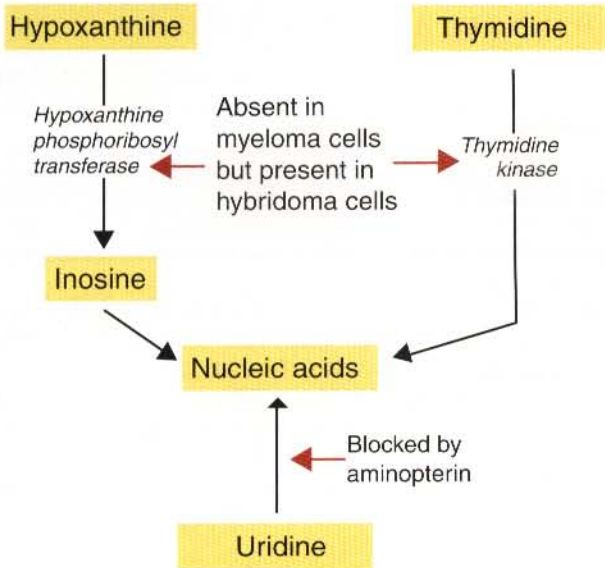 Hypoxanthine
Thymidine
Hypoxanthine
phosphoribosyl
transferase
Absent in
myeloma cells
but present in
hybridoma cells
Thymidine
kinase
Inosine
Nucleic acids
Blocked by
aminopterin
Uridine